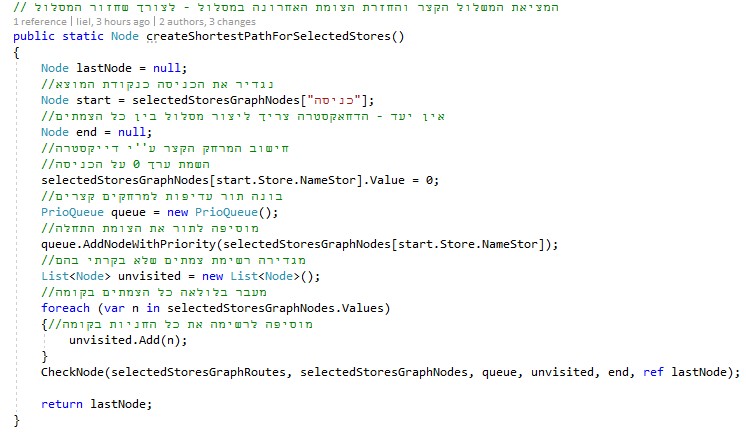 // המציאת המשלול הקצר והחזרת הצומת האחרונה במסלול - לצורך שחזור המסלול
1 reference | liel, 3 hours ago | 2 authors, 3 changes
public static Node createShortestPathForSelectedStores()
{
Node lastNode = null;
//נגדיר את הכניסה כנקודת המוצא
Node start = selectedStoresGraphNodes["כניסה"];
//אין יעד - הדחאקסטרה צריך ליצור מסלול בין כל הצמתים
Node end = null;
//חישוב המרחק הקצר ע''י דייקסטרה
//השמת ערך 0 על הכניסה
selectedStoresGraphNodes[start.Store.NameStor].Value = 0;
//בונה תור עדיפות למרחקים קצרים
PrioQueue queue = new PrioQueue();
//מוסיפה לתור את הצומת התחלה
queue.AddNodeWithPriority(selectedStoresGraphNodes[start.Store.NameStor]);
//מגדירה רשימת צמתים שלא בקרתי בהם
List<Node> unvisited = new List<Node>();
//מעבר בלולאה כל הצמתים בקומה
foreach (var n in selectedStoresGraphNodes.Values)
{//מוסיפה לרשימה את כל החניות בקומה
unvisited.Add(n);
}
CheckNode(selectedStoresGraphRoutes, selectedStoresGraphNodes, queue, unvisited, end, ref lastNode);
return lastNode;
}